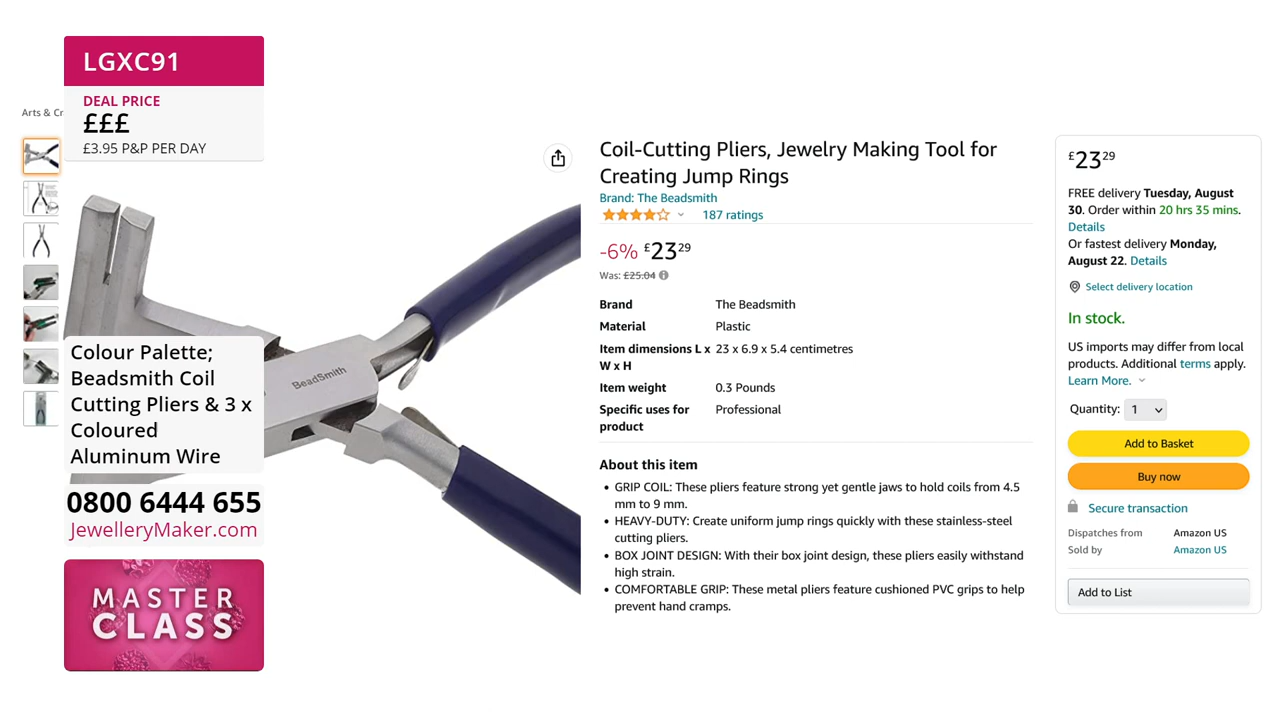 LGXC91
DEAL PRICE
£££
£3.95 P&P PER DAY
Arts & Cr
BeadSmith
Colour Palette;
Beadsmith Coil
Cutting Pliers & 3 x
Coloured
Aluminum Wire
0800 6444 655
JewelleryMaker.com
MASTER
CLASS
Coil-Cutting Pliers, Jewelry Making Tool for
Creating Jump Rings
Brand: The Beadsmith
187 ratings
-6% £23 29
Was: £25.04
Brand The Beadsmith
Material Plastic
Item dimensions L x 23 x 6.9 x 5.4 centimetres
W x H
Item weight 0.3 Pounds
Specific uses for Professional
product
About this item
• GRIP COIL: These pliers feature strong yet gentle jaws to hold coils from 4.5
mm to 9 mm.
• HEAVY-DUTY: Create uniform jump rings quickly with these stainless-steel
cutting pliers.
• BOX JOINT DESIGN: With their box joint design, these pliers easily withstand
high strain.
• COMFORTABLE GRIP: These metal pliers feature cushioned PVC grips to help
prevent hand cramps.
£23 29
FREE delivery Tuesday, August
30. Order within 20 hrs 35 mins.
Details
Or fastest delivery Monday,
August 22. Details
Select delivery location
In stock.
US imports may differ from local
products. Additional terms apply.
Learn More.
Quantity: 1
Add to Basket
Buy now
Secure transaction
Dispatches from Amazon US
Sold by Amazon US
Add to List